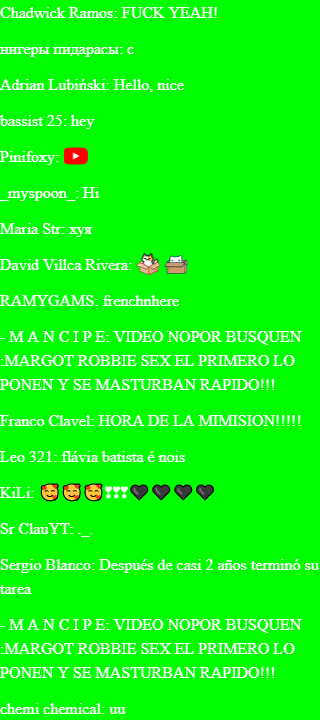 Chadwick Ramos: FUCK YEAH!
нигеры пидарасы: с
Adrian Lubiński: Hello, nice
bassist 25: hey
Pinifoxy:
_myspoon_: Hi
Maria Str: хуя
David Villca Rivera:
RAMYGAMS: frenchnhere
- M A N C I P E: VIDEO NOPOR BUSQUEN
:MARGOT ROBBIE SEX EL PRIMERO LO
PONEN Y SE MASTURBAN RAPIDO!!!
Franco Clavel: HORA DE LA MIMISION!!!!!
Leo 321: flávia batista é nois
KiLi: 🥰🥰🥰❣❣❣🖤🖤🖤🖤
Sr ClauYT: ._.
Sergio Blanco: Después de casi 2 años terminó su
tarea
- M A N C I P E: VIDEO NOPOR BUSQUEN
:MARGOT ROBBIE SEX EL PRIMERO LO
PONEN Y SE MASTURBAN RAPIDO!!!
chemi chemical: uu